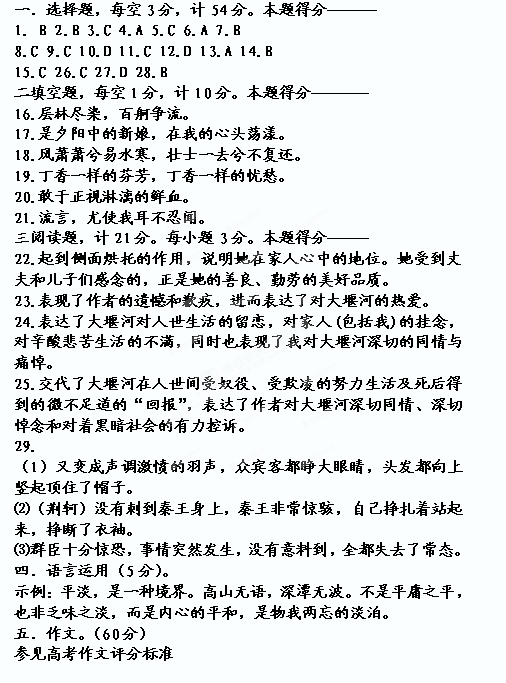 一．选择题，每空3分，计54分。本题得分———
1．B 2.B 3.C 4.A 5.C 6.A 7.B
8.C 9.C 10.D 11.C 12.D 13.A 14.B
15.C 26.C 27.D 28.B
二填空题，每空1分，计10分。本题得分———
16.层林尽染，百舸争流。
17.是夕阳中的新娘，在我的心头荡漾。
18.风萧萧兮易水寒，壮士一去兮不复还。
19.丁香一样的芬芳，丁香一样的忧愁。
20.敢于正视淋漓的鲜血。
21.流言，尤使我耳不忍闻。
三阅读题，计21分。每小题 3分。本题得分———
22.起到侧面烘托的作用，说明她在家人心中的地位。她受到丈
夫和儿子们感念的，正是她的善良、勤劳的美好品质。
23.表现了作者的遗憾和歉疚，进而表达了对大堰河的热爱。
24.表达了大堰河对人世生活的留恋，对家人(包括我)的挂念，
对辛酸悲苦生活的不满，同时也表现了我对大堰河深切的同情与
痛悼。
25.交代了大堰河在人世间受奴役、受欺凌的努力生活及死后得
到的微不足道的“回报”，表达了作者对大堰河深切同情、深切
悼念和对着黑暗社会的有力控诉。
29.
（1）又变成声调激愤的羽声，众宾客都睁大眼睛，头发都向上
竖起顶住了帽子。
⑵（荆轲）没有刺到秦王身上，秦王非常惊骇，自己挣扎着站起
来，挣断了衣袖。
⑶群臣十分惊恐，事情突然发生，没有意料到，全都失去了常态。
四．语言运用（5分）。
示例：平淡，是一种境界。高山无语，深潭无波。不是平庸之平，
也非乏味之淡，而是内心的平和，是物我两忘的淡泊。
五．作文。（60分）
参见高考作文评分标准